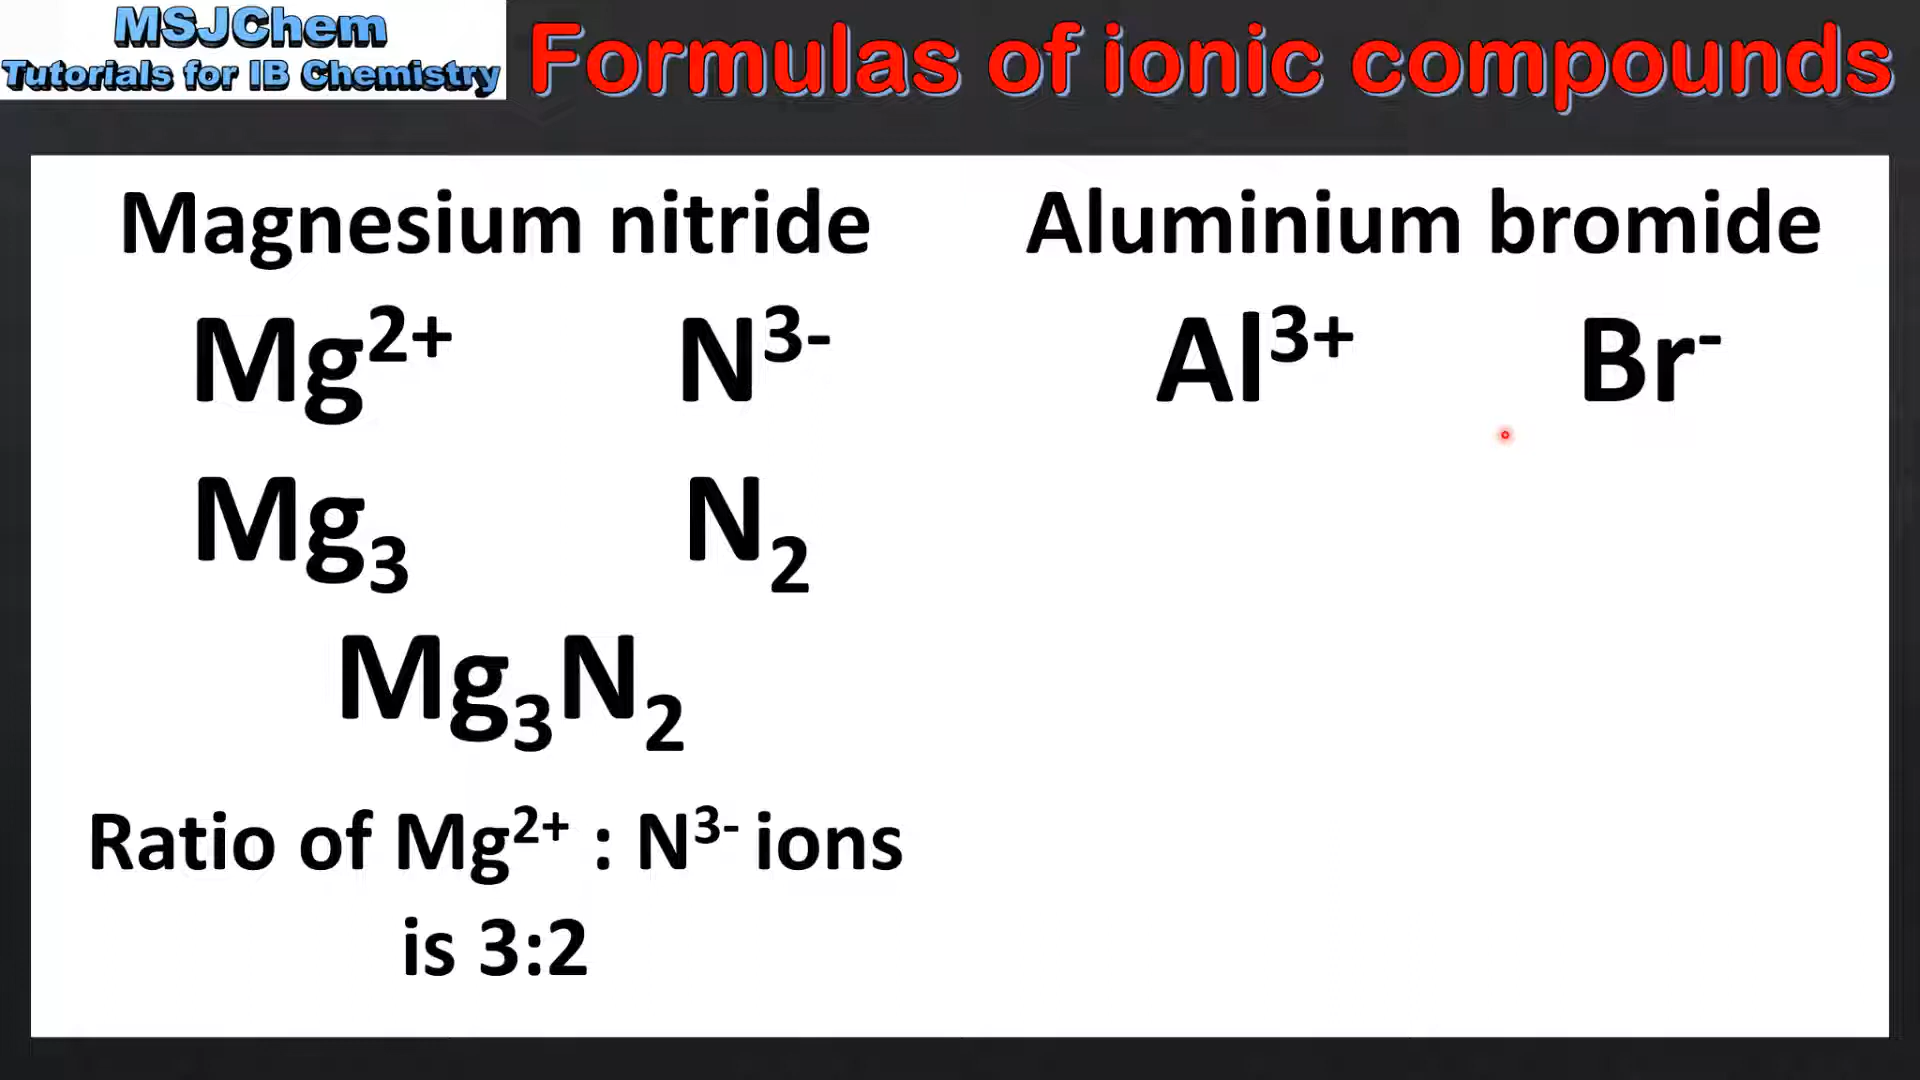 MSJChem
Tutorials for IB Chemistry
Formulas of ionic compounds
Magnesium nitride
Mg²⁺ N³⁻
Mg₃ N₂
Mg₃N₂
Ratio of Mg²⁺ : N³⁻ ions
is 3:2
Aluminium bromide
Al³⁺ Br⁻